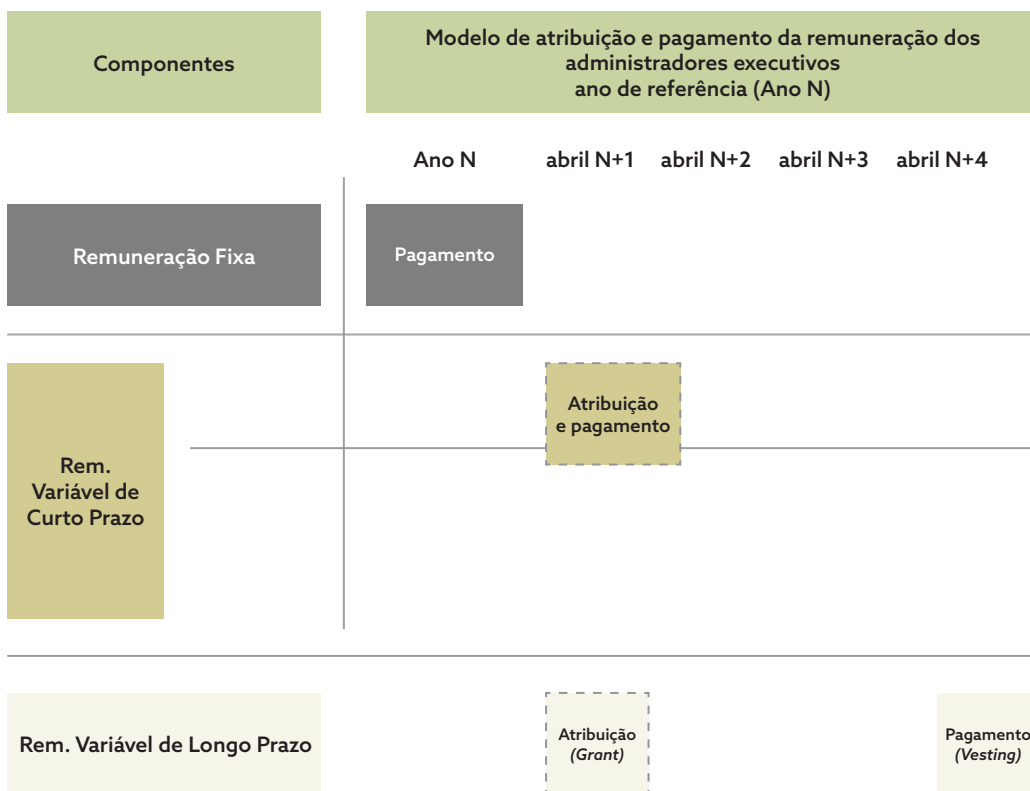 Componentes
Modelo de atribuição e pagamento da remuneração dos
administradores executivos
ano de referência (Ano N)
Ano N
abril N+1
abril N+2
abril N+3
abril N+4
Remuneração Fixa
Pagamento
Rem.
Variável de
Curto Prazo
Atribuição
e pagamento
Rem. Variável de Longo Prazo
Atribuição
(Grant)
Pagamento
(Vesting)